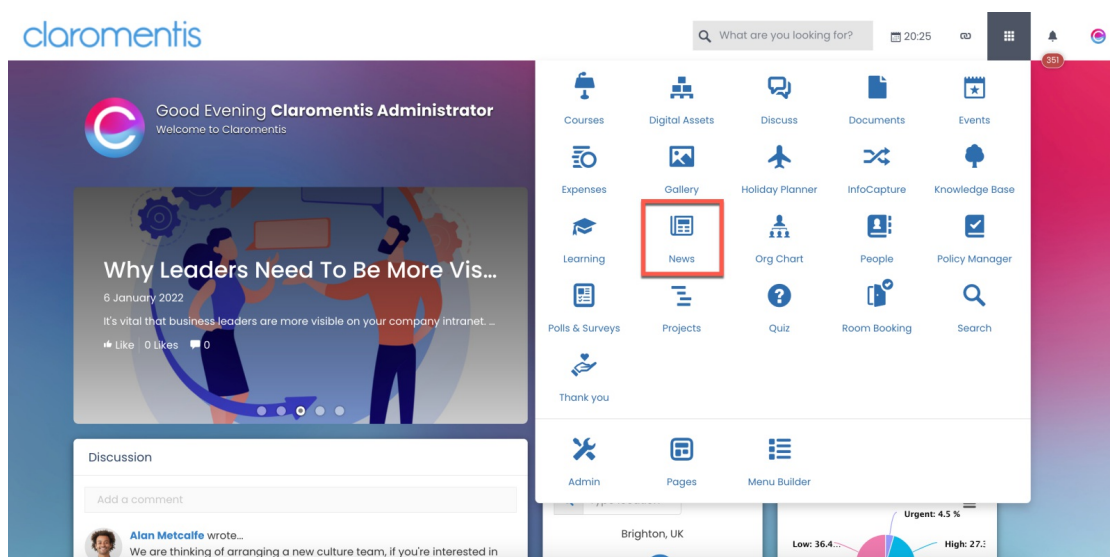 claromentis
What are you looking for?
20:25
351
Good Evening Claromentis Administrator
Welcome to Claromentis
Why Leaders Need To Be More Vis...
6 January 2022
It's vital that business leaders are more visible on your company intranet. ...
Like 0 Likes 0
Courses Digital Assets Discuss Documents Events
Expenses Gallery Holiday Planner InfoCapture Knowledge Base
Learning News Org Chart People Policy Manager
Polls & Surveys Projects Quiz Room Booking Search
Thank you
Admin Pages Menu Builder
Discussion
Add a comment
Alan Metcalfe wrote...
We are thinking of arranging a new culture team, if you're interested in
Brighton, UK
Urgent: 4.5 %
Low: 36.4...
High: 27.3